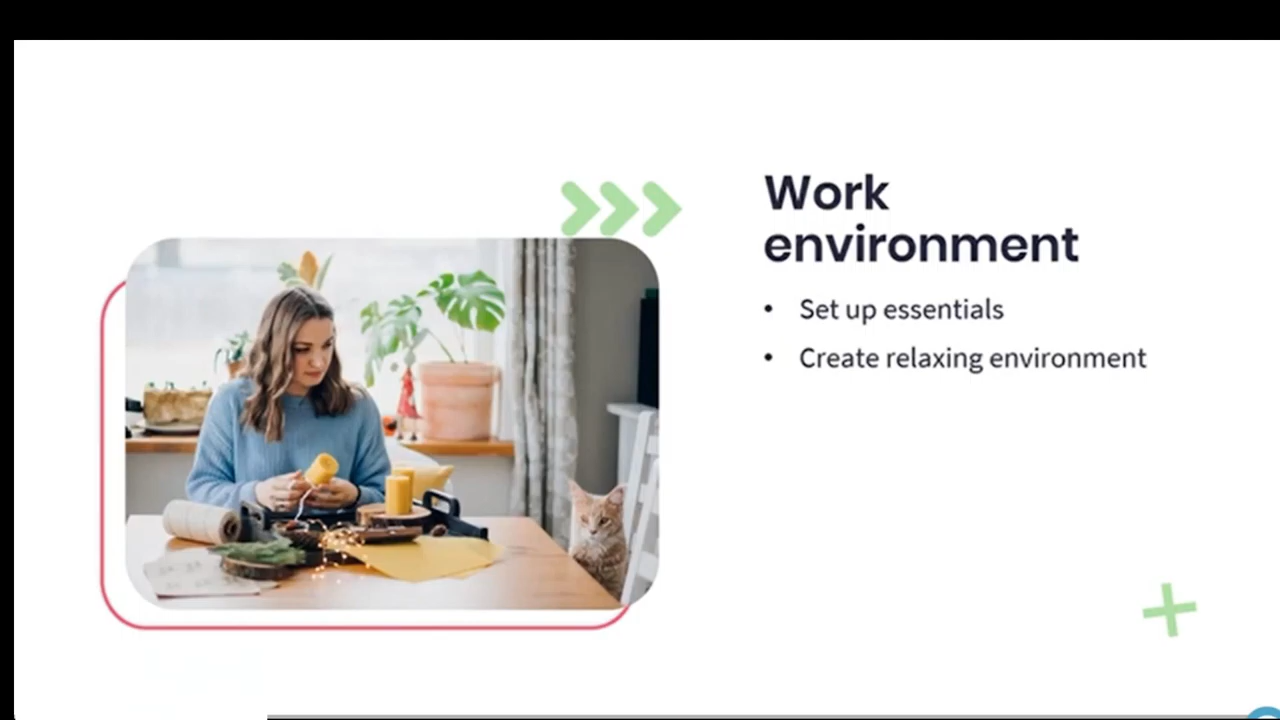 Work
environment
• Set up essentials
• Create relaxing environment